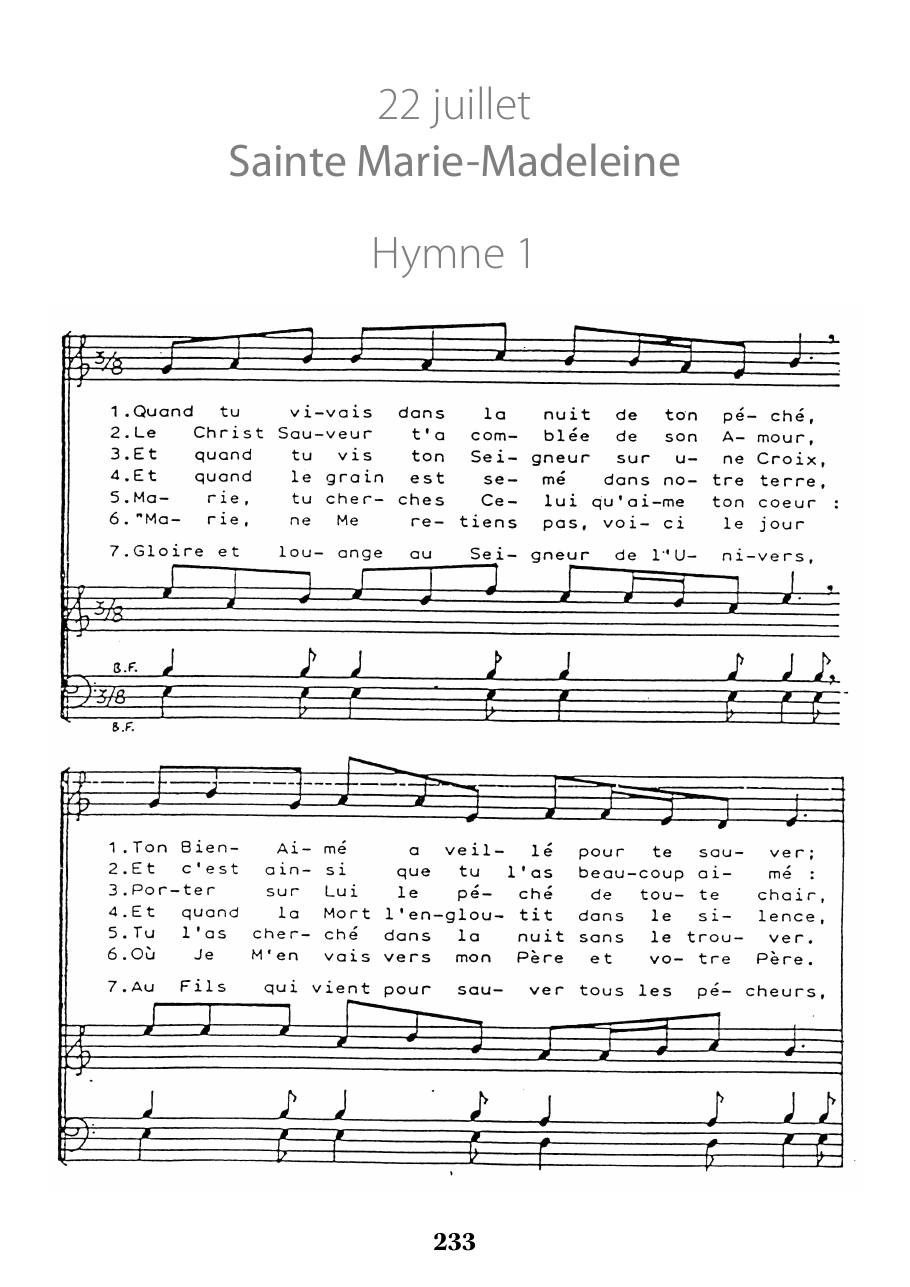 22 juillet
Sainte Marie-Madeleine
Hymne 1
3/8
1.Quand tu vi-vais dans la nuit de ton pé- ché,
2.Le Christ Sau-veur t'a com- blée de son A- mour,
3.Et quand tu vis ton Sei- gneur sur u- ne Croix,
4.Et quand le grain est se- mé dans no- tre terre,
5.Ma- rie, tu cher- ches Ce- lui qu'ai-me ton coeur :
6."Ma- rie, ne Me re- tiens pas, voi- ci le jour
7.Gloire et lou- ange au Sei- gneur de l'U- ni-vers,
3/8
B.F.
3/8
B.F.
1.Ton Bien- Ai- mé a veil- lé pour te sau- ver;
2.Et c'est ain- si que tu l'as beau-coup ai- mé :
3.Por-ter sur Lui le pé- ché de tou- te chair,
4.Et quand la Mort l'en-glou- tit dans le si- lence,
5.Tu l'as cher- ché dans la nuit sans le trou- ver.
6.Où Je M'en vais vers mon Père et vo- tre Père.
7.Au Fils qui vient pour sau- ver tous les pé- cheurs,
233